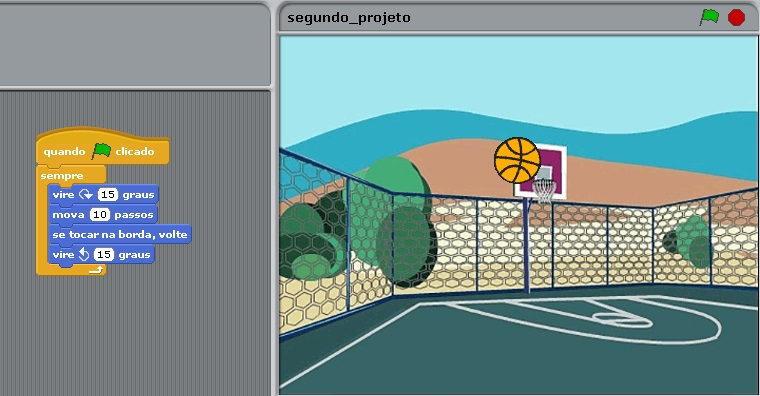 segundo_projeto
quando clicado
sempre
vire 15 graus
mova 10 passos
se tocar na borda, volte
vire 15 graus